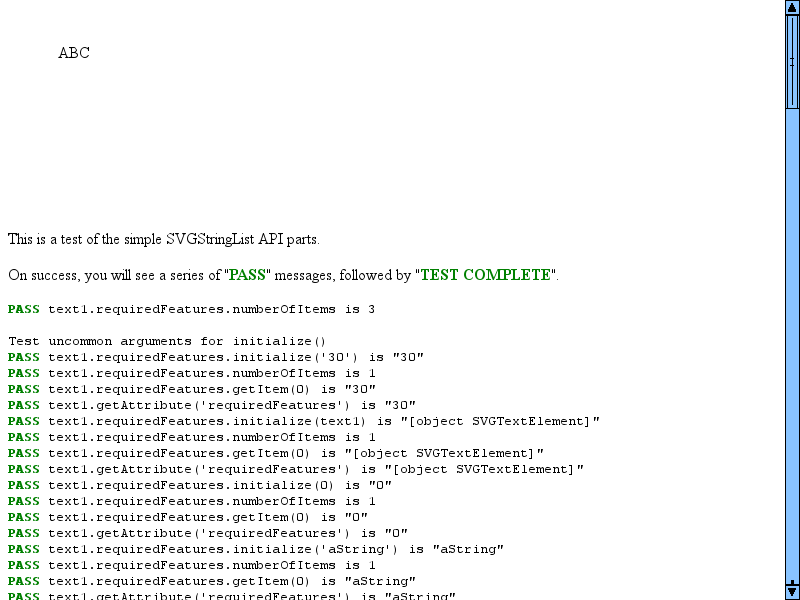 ABC
This is a test of the simple SVGStringList API parts.
On success, you will see a series of "PASS" messages, followed by "TEST COMPLETE".
PASS text1.requiredFeatures.numberOfItems is 3
Test uncommon arguments for initialize()
PASS text1.requiredFeatures.initialize('30') is "30"
PASS text1.requiredFeatures.numberOfItems is 1
PASS text1.requiredFeatures.getItem(0) is "30"
PASS text1.getAttribute('requiredFeatures') is "30"
PASS text1.requiredFeatures.initialize(text1) is "[object SVGTextElement]"
PASS text1.requiredFeatures.numberOfItems is 1
PASS text1.requiredFeatures.getItem(0) is "[object SVGTextElement]"
PASS text1.getAttribute('requiredFeatures') is "[object SVGTextElement]"
PASS text1.requiredFeatures.initialize(0) is "0"
PASS text1.requiredFeatures.numberOfItems is 1
PASS text1.requiredFeatures.getItem(0) is "0"
PASS text1.getAttribute('requiredFeatures') is "0"
PASS text1.requiredFeatures.initialize('aString') is "aString"
PASS text1.requiredFeatures.numberOfItems is 1
PASS text1.requiredFeatures.getItem(0) is "aString"
PASS text1.getAttribute('requiredFeatures') is "aString"